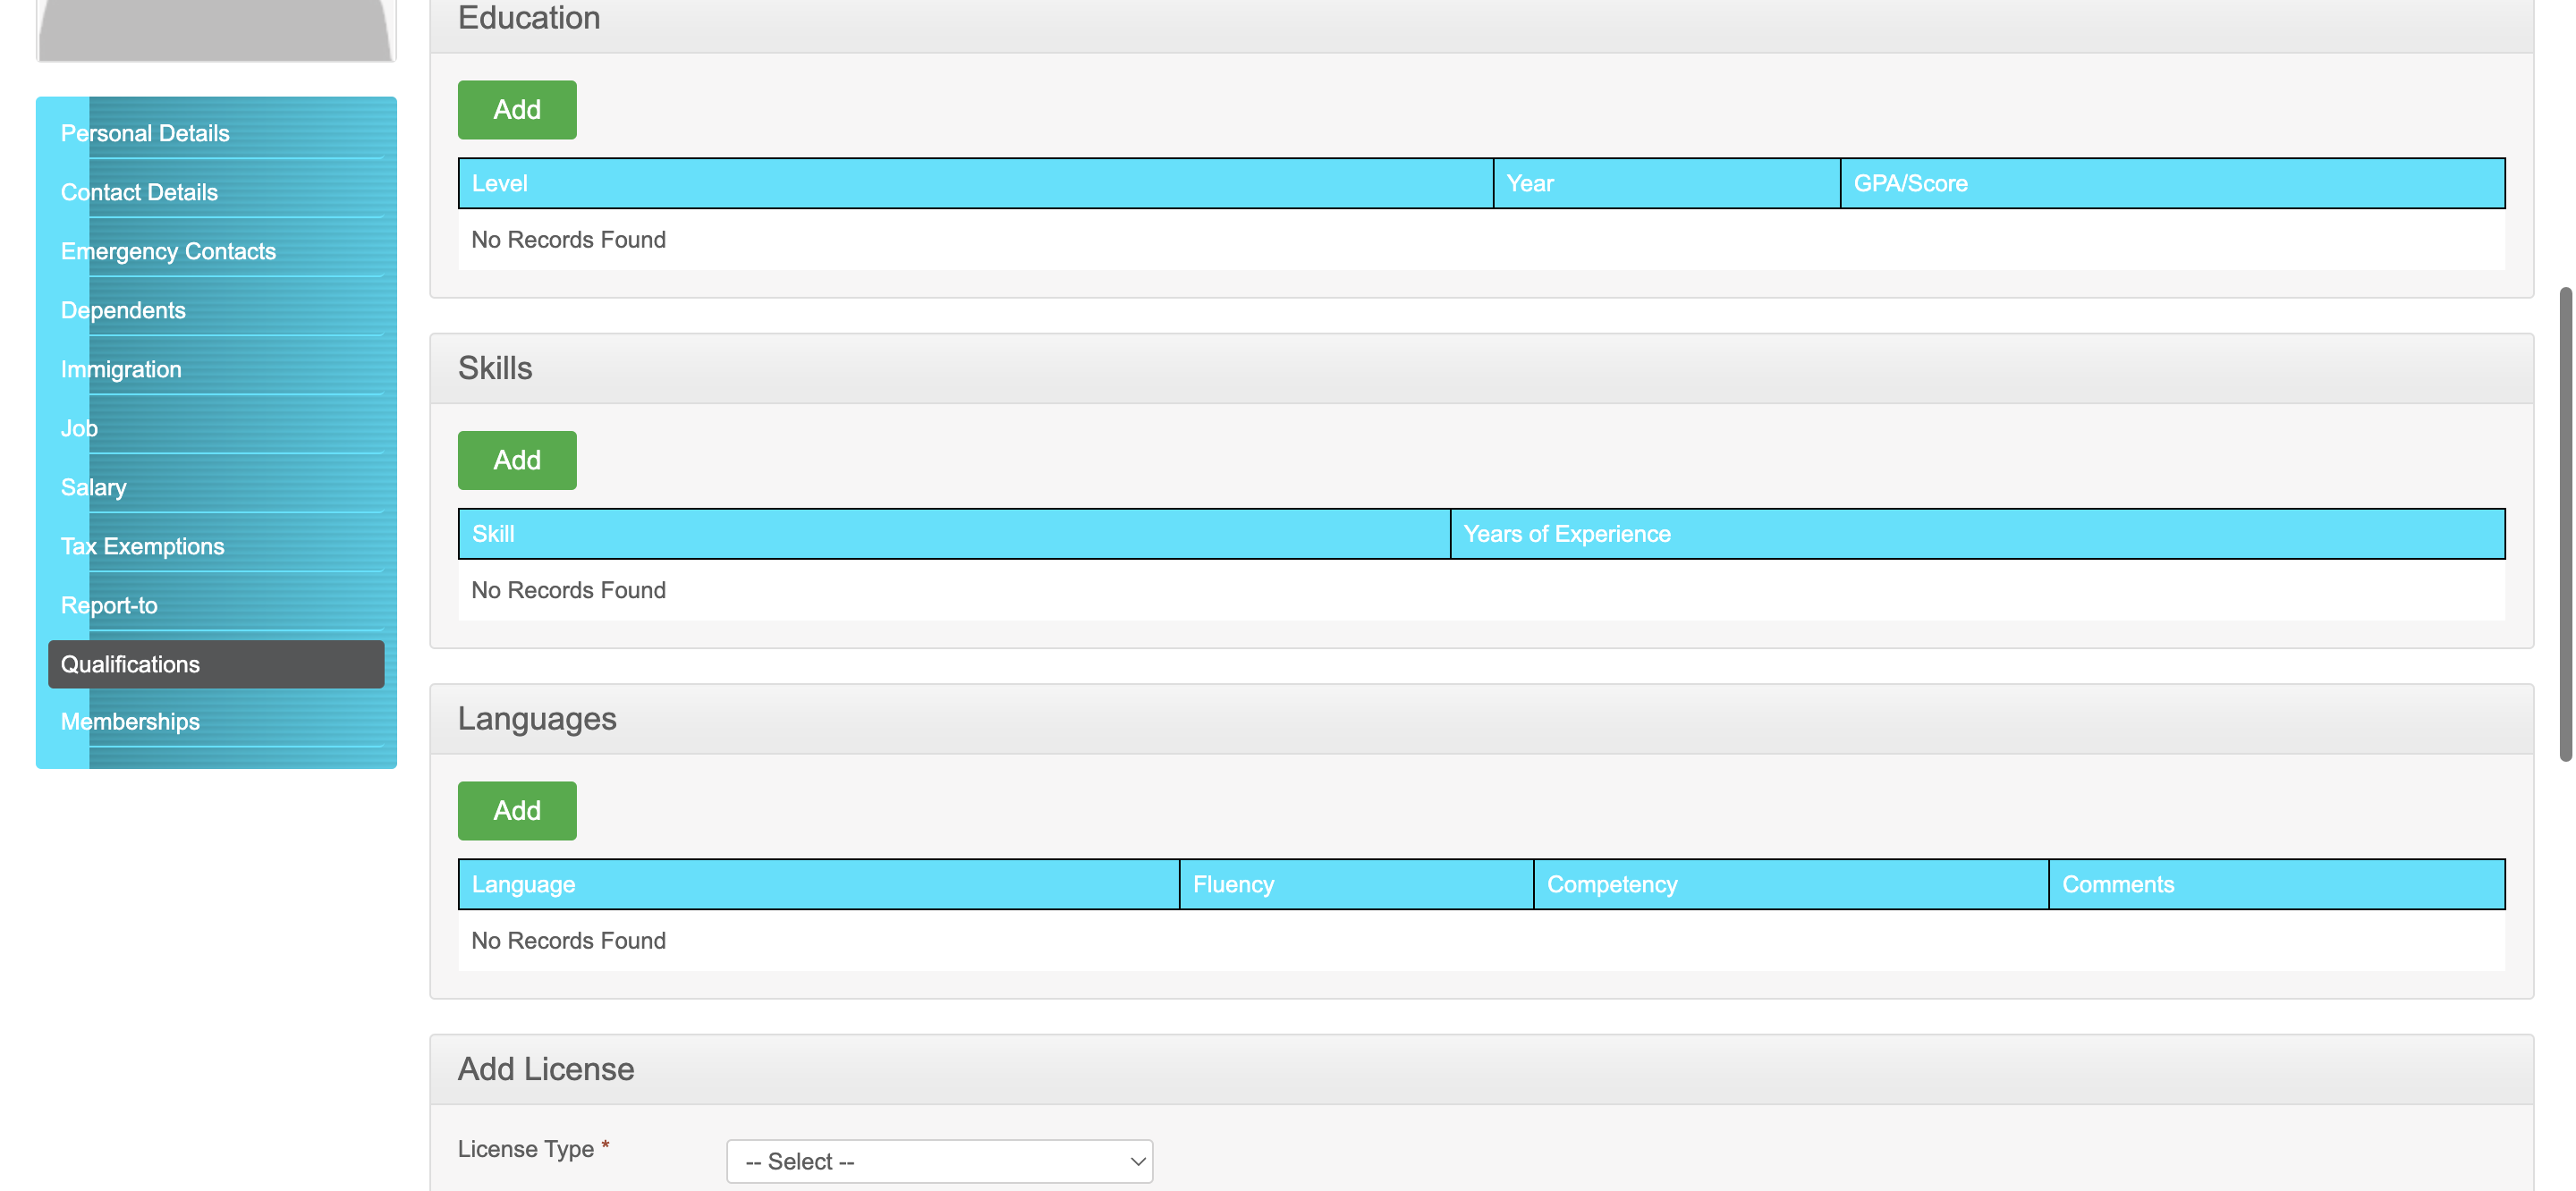 Personal Details
Contact Details
Emergency Contacts
Dependents
Immigration
Job
Salary
Tax Exemptions
Report-to
Qualifications
Memberships
Education
Add
Level Year GPA/Score
No Records Found
Skills
Add
Skill Years of Experience
No Records Found
Languages
Add
Language Fluency Competency Comments
No Records Found
Add License
License Type * -- Select --